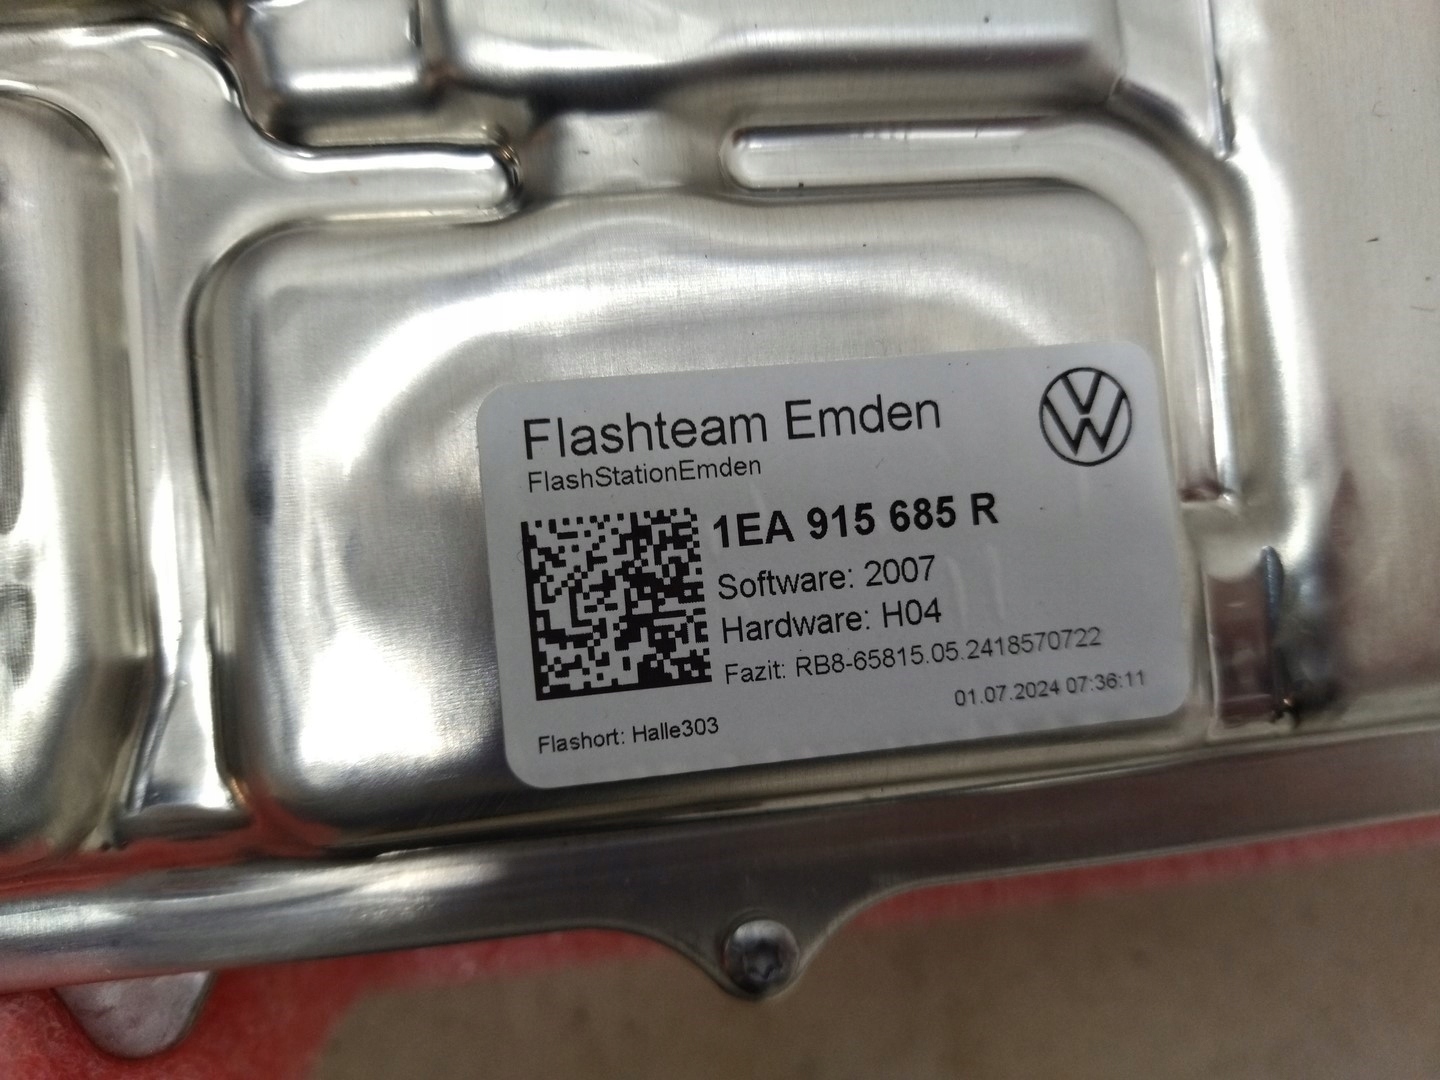 Flashteam Emden
FlashStationEmden
1EA 915 685 R
Software: 2007
Hardware: H04
Fazit: RB8-65815.05.2418570722
01.07.2024 07:36:11
Flashort: Halle303